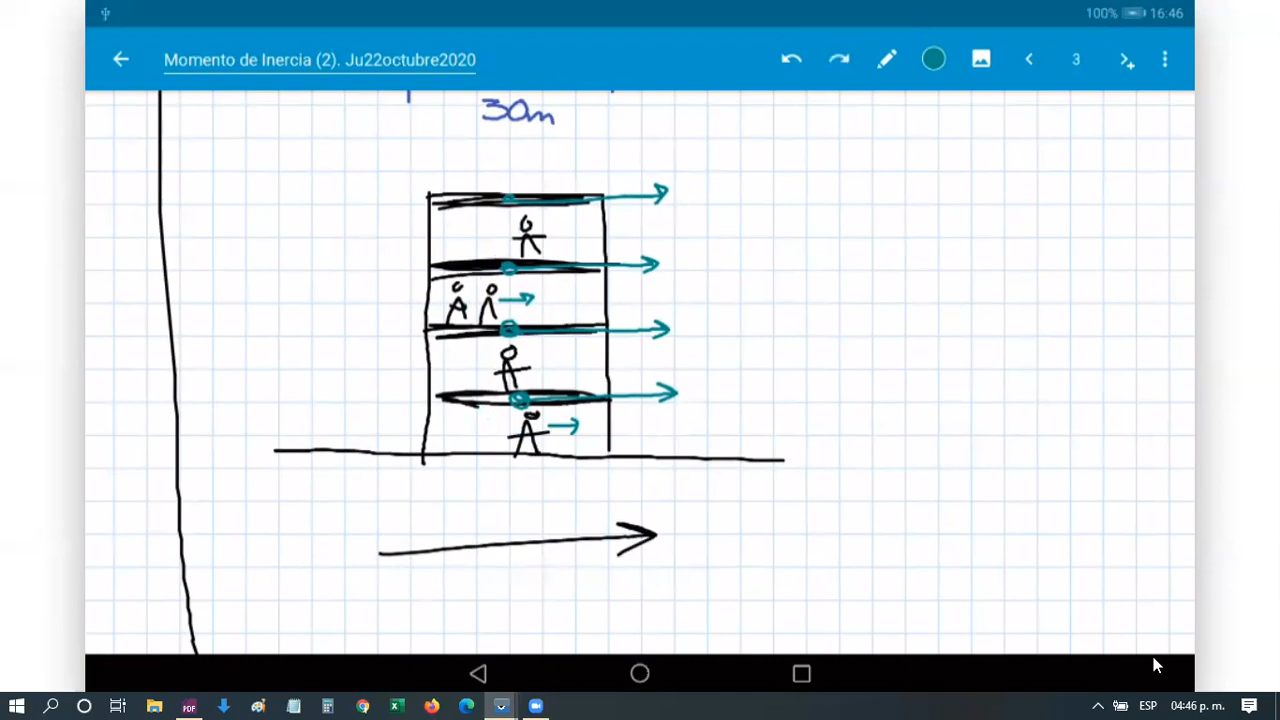 100% 16:46
Momento de Inercia (2). Ju22octubre2020
3
30m
ESP 04:46 p. m.